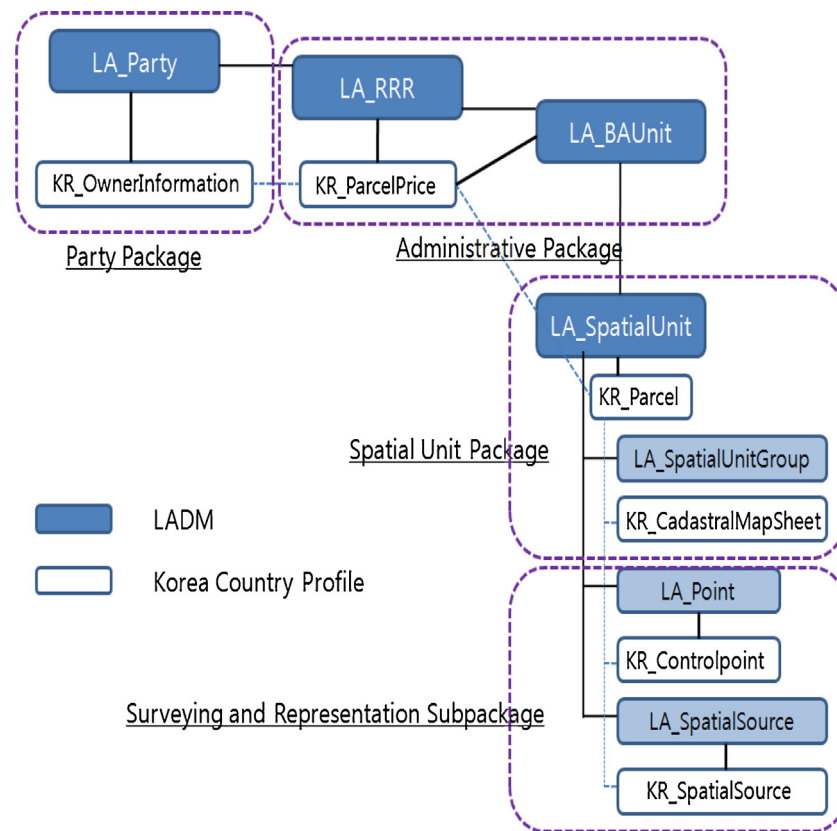 LA_Party
LA_RRR
LA_BAUnit
KR_OwnerInformation
KR_ParcelPrice
Party Package
Administrative Package
LA_SpatialUnit
KR_Parcel
Spatial Unit Package
LA_SpatialUnitGroup
LADM
KR_CadastralMapSheet
Korea Country Profile
LA_Point
KR_Controlpoint
Surveying and Representation Subpackage
LA_SpatialSource
KR_SpatialSource